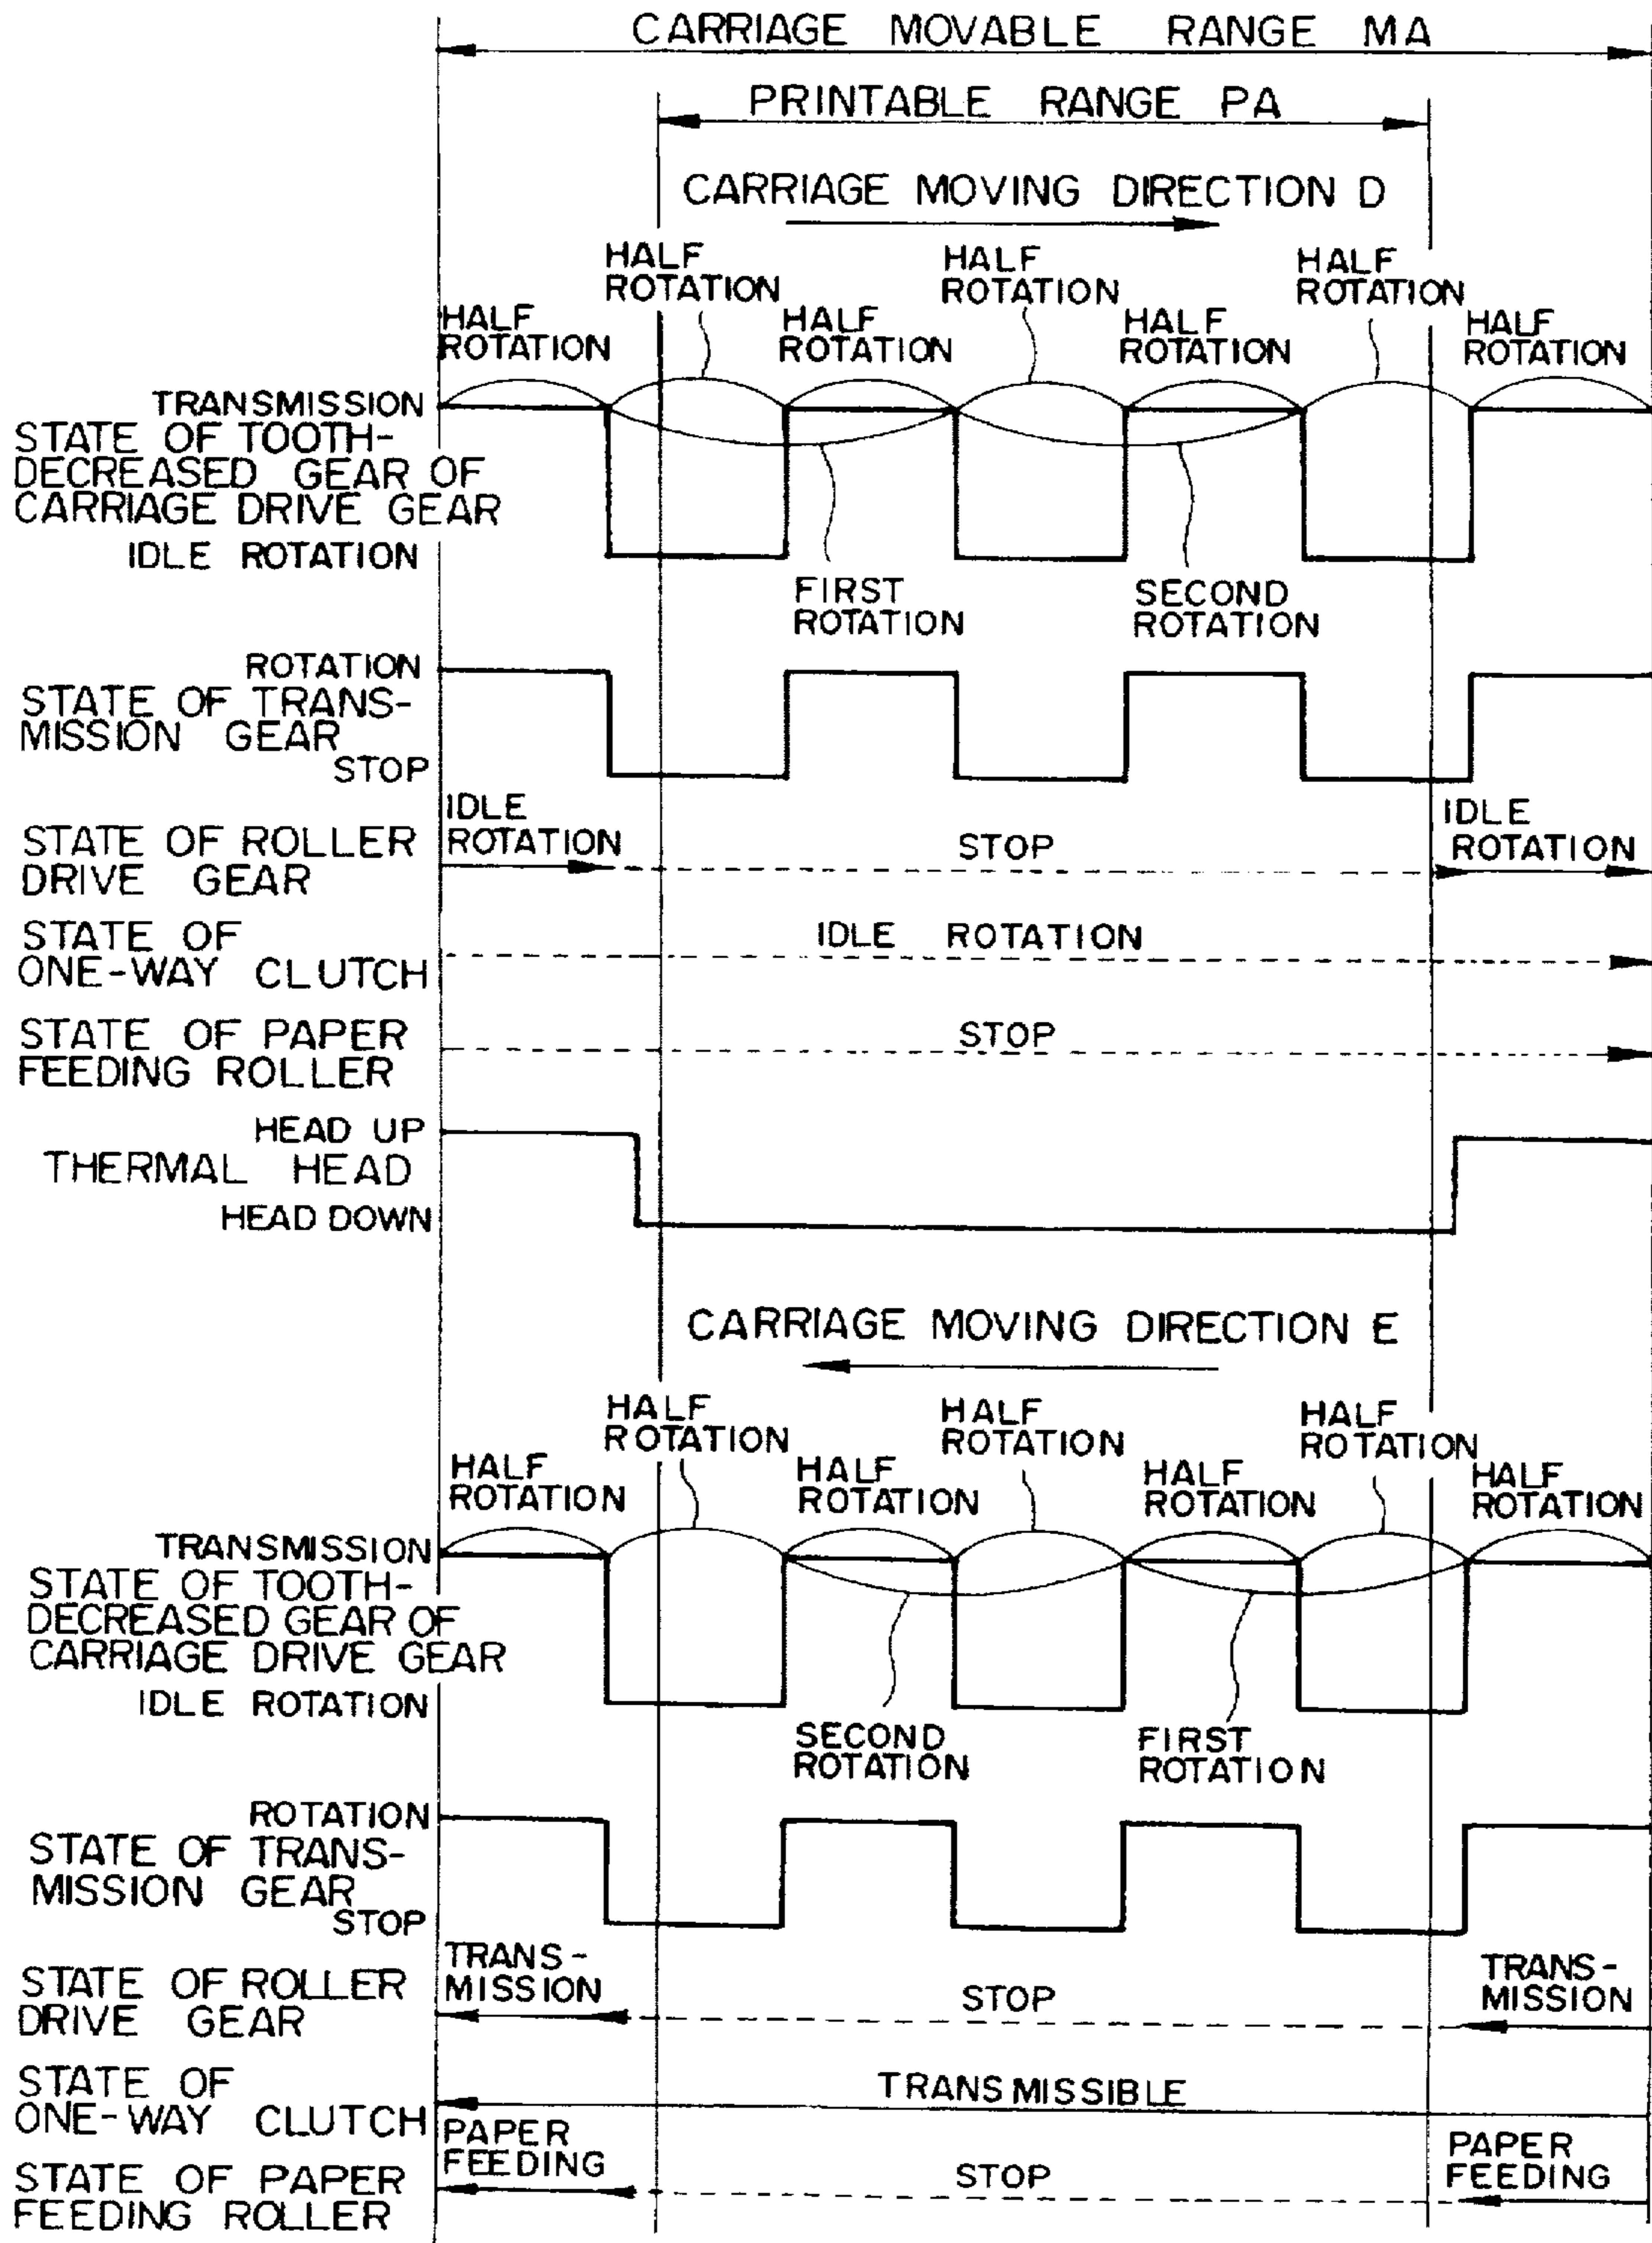 CARRIAGE MOVABLE RANGE MA
PRINTABLE RANGE PA
CARRIAGE MOVING DIRECTION D
HALF
ROTATION
HALF
ROTATION
HALF
ROTATION
HALF
ROTATION
HALF
ROTATION
HALF
ROTATION
HALF
ROTATION
TRANSMISSION
STATE OF TOOTH-
DECREASED GEAR OF
CARRIAGE DRIVE GEAR
IDLE ROTATION
FIRST
ROTATION
SECOND
ROTATION
ROTATION
STATE OF TRANS-
MISSION GEAR
STOP
IDLE
ROTATION
STATE OF ROLLER
DRIVE GEAR
STOP
IDLE
ROTATION
STATE OF
ONE-WAY CLUTCH
IDLE ROTATION
STATE OF PAPER
FEEDING ROLLER
STOP
HEAD UP
THERMAL HEAD
HEAD DOWN
CARRIAGE MOVING DIRECTION E
HALF
ROTATION
HALF
ROTATION
HALF
ROTATION
HALF
ROTATION
HALF
ROTATION
HALF
ROTATION
HALF
ROTATION
TRANSMISSION
STATE OF TOOTH-
DECREASED GEAR OF
CARRIAGE DRIVE GEAR
IDLE ROTATION
SECOND
ROTATION
FIRST
ROTATION
ROTATION
STATE OF TRANS-
MISSION GEAR
STOP
TRANS-
MISSION
STATE OF ROLLER
DRIVE GEAR
STOP
TRANS-
MISSION
STATE OF
ONE-WAY CLUTCH
TRANSMISSIBLE
PAPER
FEEDING
STATE OF PAPER
FEEDING ROLLER
STOP
PAPER
FEEDING